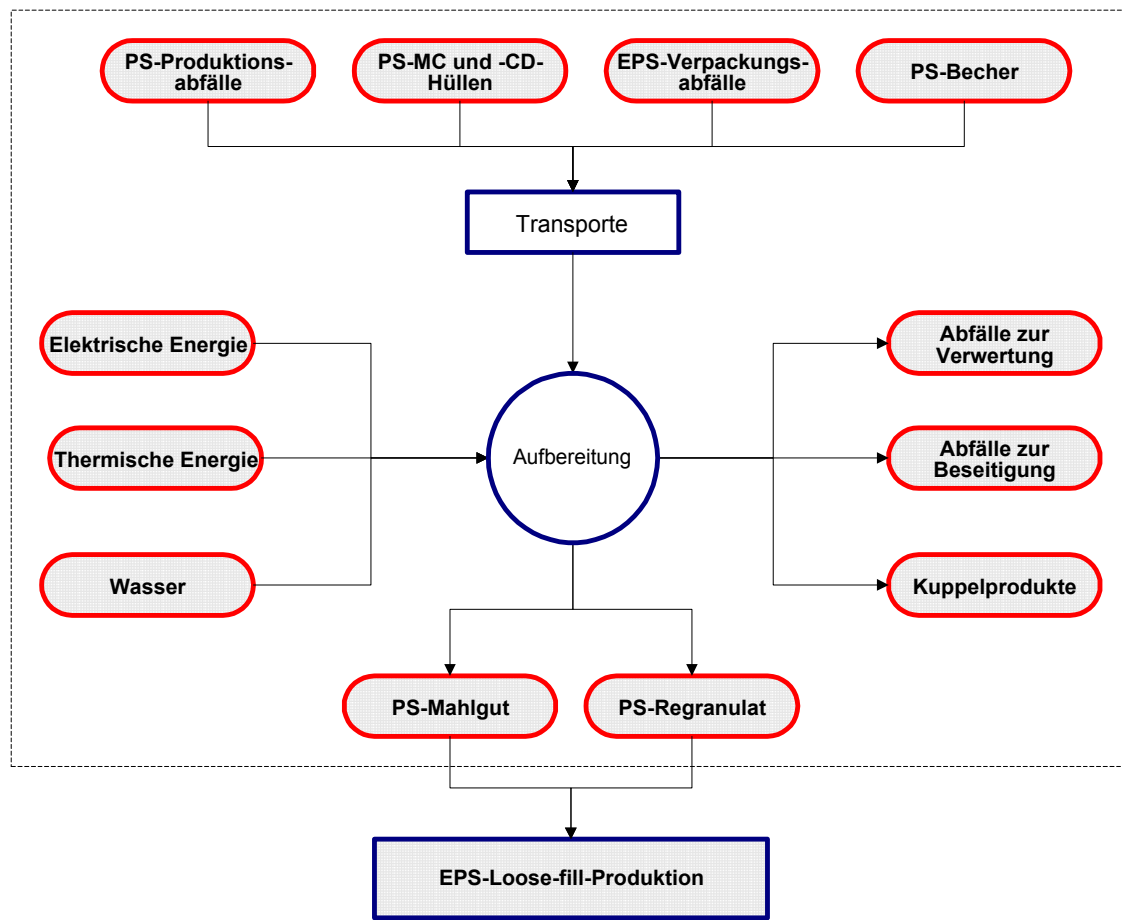 PS-Produktions-
abfälle
PS-MC und -CD-
Hüllen
EPS-Verpackungs-
abfälle
PS-Becher
Transporte
Elektrische Energie
Abfälle zur
Verwertung
Thermische Energie
Aufbereitung
Abfälle zur
Beseitigung
Wasser
Kuppelprodukte
PS-Mahlgut
PS-Regranulat
EPS-Loose-fill-Produktion